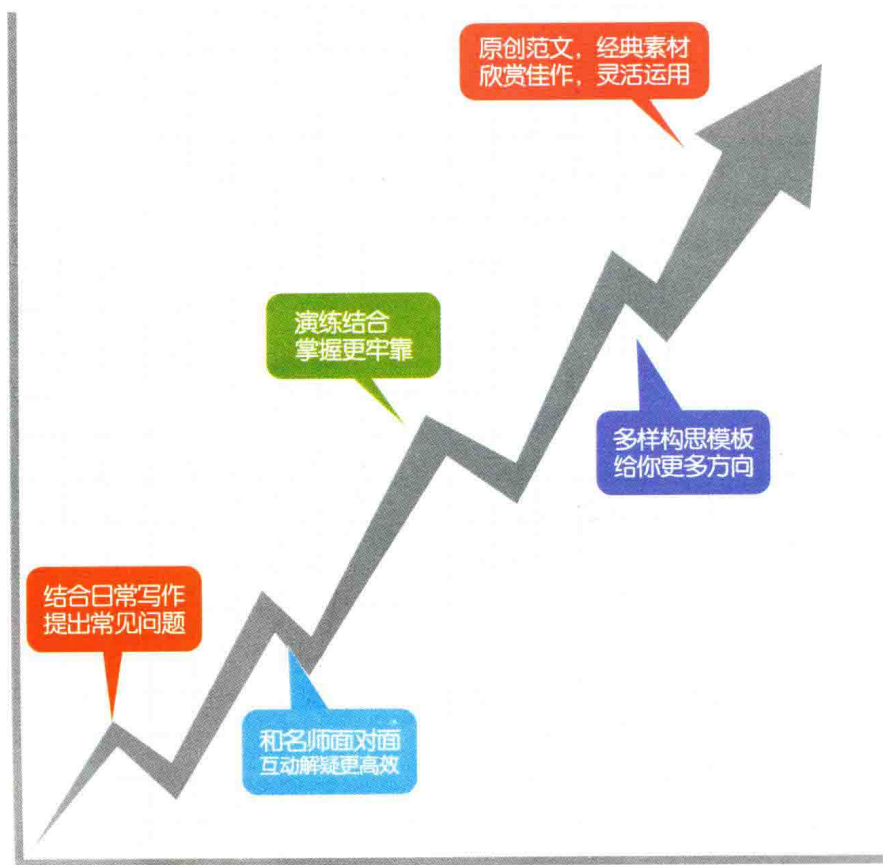 原创范文，经典素材
欣赏佳作，灵活运用
演练结合
掌握更牢靠
多样构思模板
给你更多方向
结合日常写作
提出常见问题
和名师面对面
互动解疑更高效